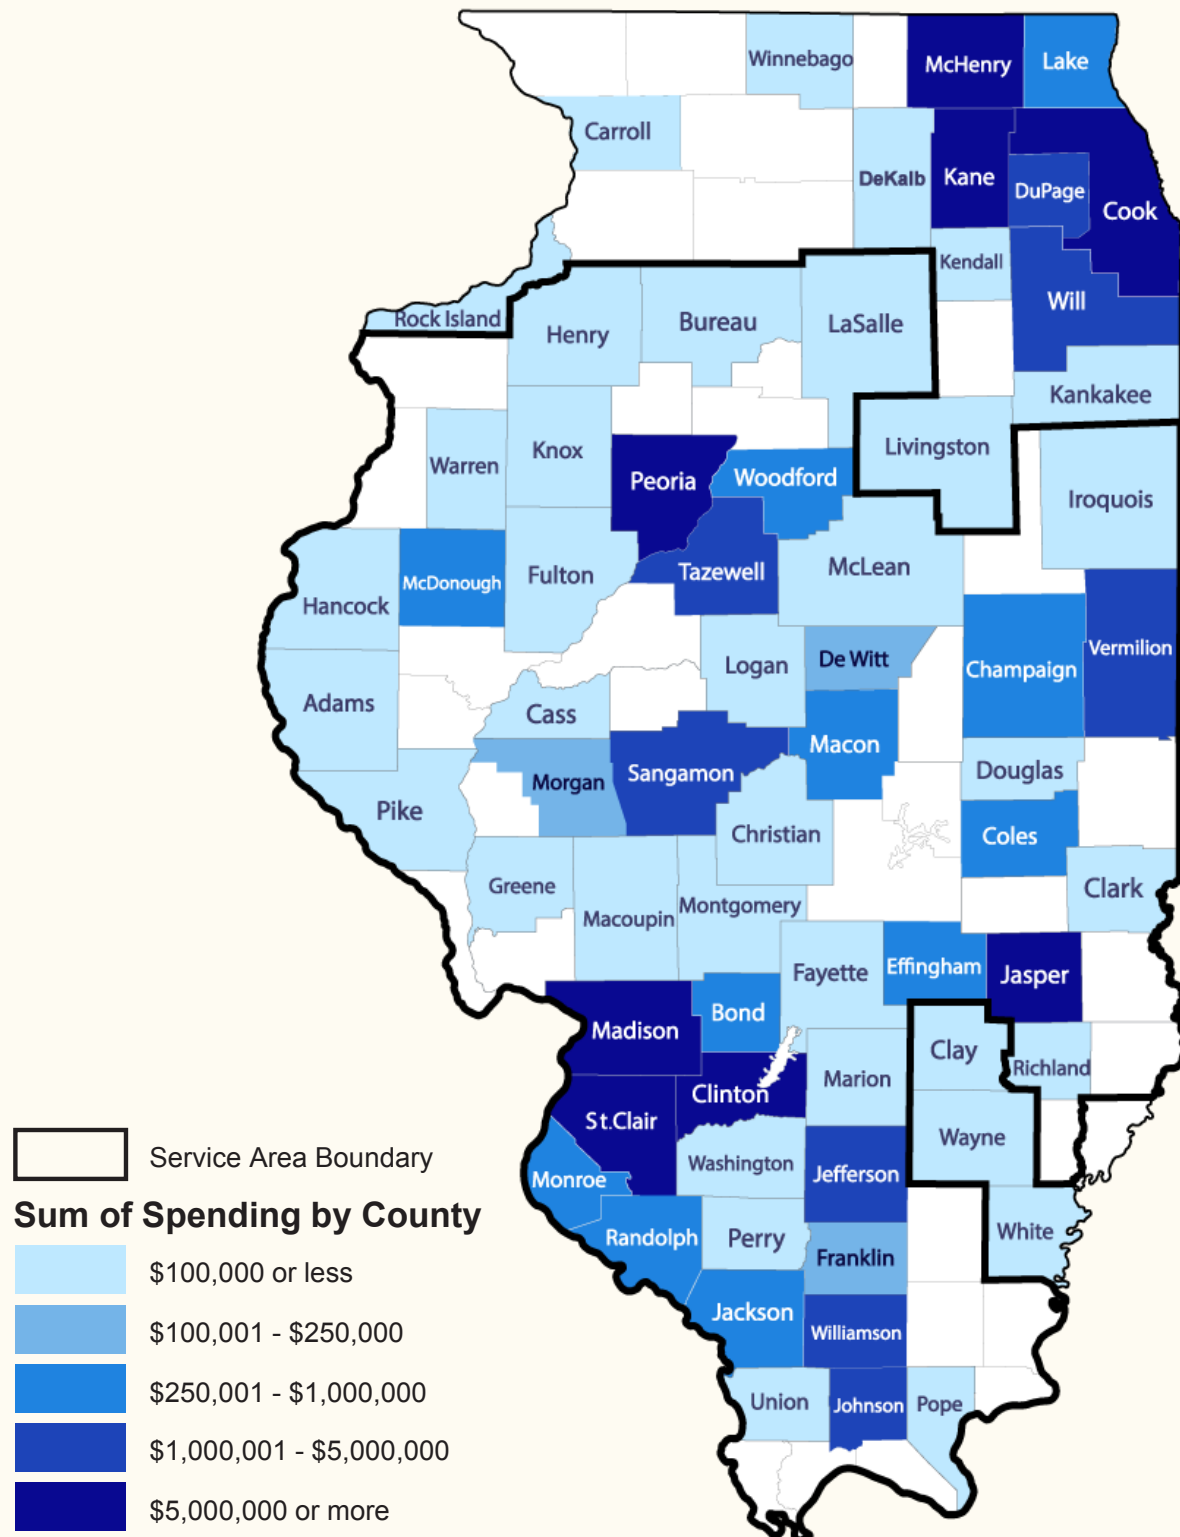 Winnebago
McHenry
Lake
Carroll
DeKalb
Kane
DuPage
Cook
Kendall
Rock Island
Henry
Bureau
LaSalle
Will
Kankakee
Warren
Knox
Peoria
Woodford
Livingston
Iroquois
Hancock
McDonough
Fulton
Tazewell
McLean
Adams
Logan
De Witt
Champaign
Vermilion
Cass
Morgan
Sangamon
Macon
Douglas
Pike
Christian
Coles
Greene
Macoupin
Montgomery
Clark
Fayette
Effingham
Jasper
Madison
Bond
Clay
Richland
St.Clair
Clinton
Marion
Wayne
Monroe
Washington
Jefferson
Randolph
Perry
Franklin
White
Jackson
Williamson
Union
Johnson
Pope
Service Area Boundary
Sum of Spending by County
$100,000 or less
$100,001 - $250,000
$250,001 - $1,000,000
$1,000,001 - $5,000,000
$5,000,000 or more